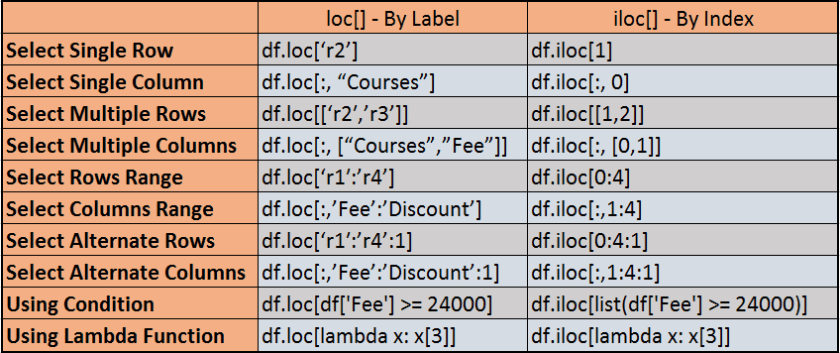 loc[] - By Label iloc[] - By Index
Select Single Row df.loc[‘r2’] df.iloc[1]
Select Single Column df.loc[:, “Courses”] df.iloc[:, 0]
Select Multiple Rows df.loc[[‘r2’,’r3’]] df.iloc[[1,2]]
Select Multiple Columns df.loc[:, [“Courses”,”Fee”]] df.iloc[:, [0,1]]
Select Rows Range df.loc[‘r1’:’r4’] df.iloc[0:4]
Select Columns Range df.loc[:,’Fee’:’Discount’] df.iloc[:,1:4]
Select Alternate Rows df.loc[‘r1’:’r4’:1] df.iloc[0:4:1]
Select Alternate Columns df.loc[:,’Fee’:’Discount’:1] df.iloc[:,1:4:1]
Using Condition df.loc[df['Fee'] >= 24000] df.iloc[list(df['Fee'] >= 24000)]
Using Lambda Function df.loc[lambda x: x[3]] df.iloc[lambda x: x[3]]